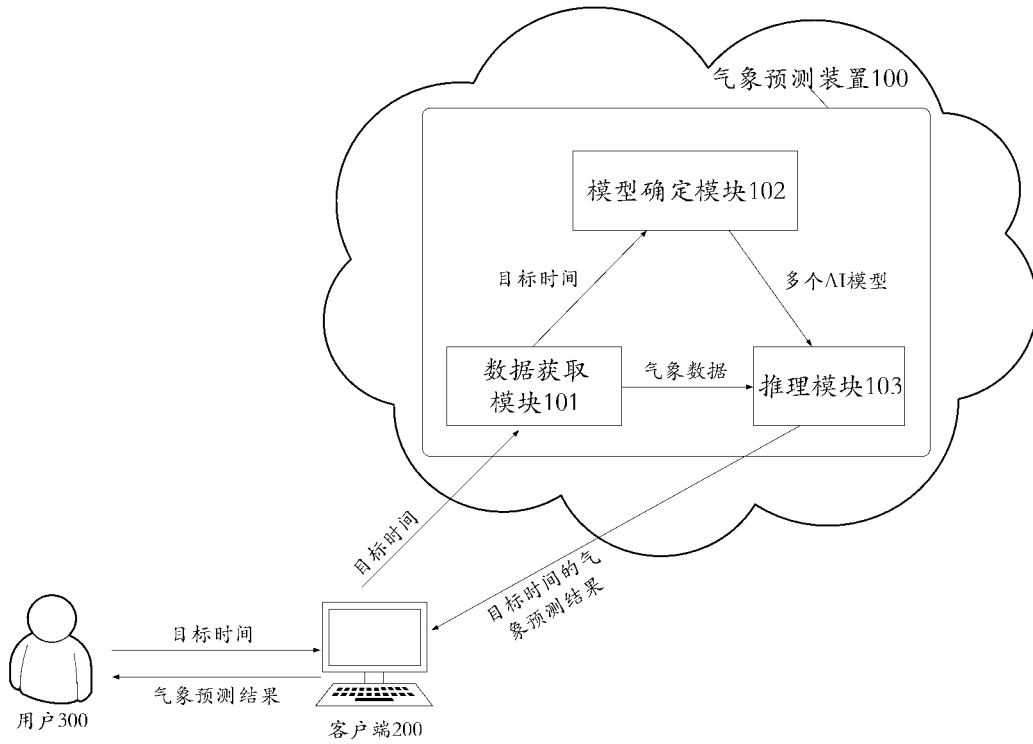 气象预测装置100
模型确定模块102
目标时间
多个AI模型
数据获取
模块101
气象数据
推理模块103
目标时间
目标时间的气
象预测结果
目标时间
气象预测结果
用户300
客户端200